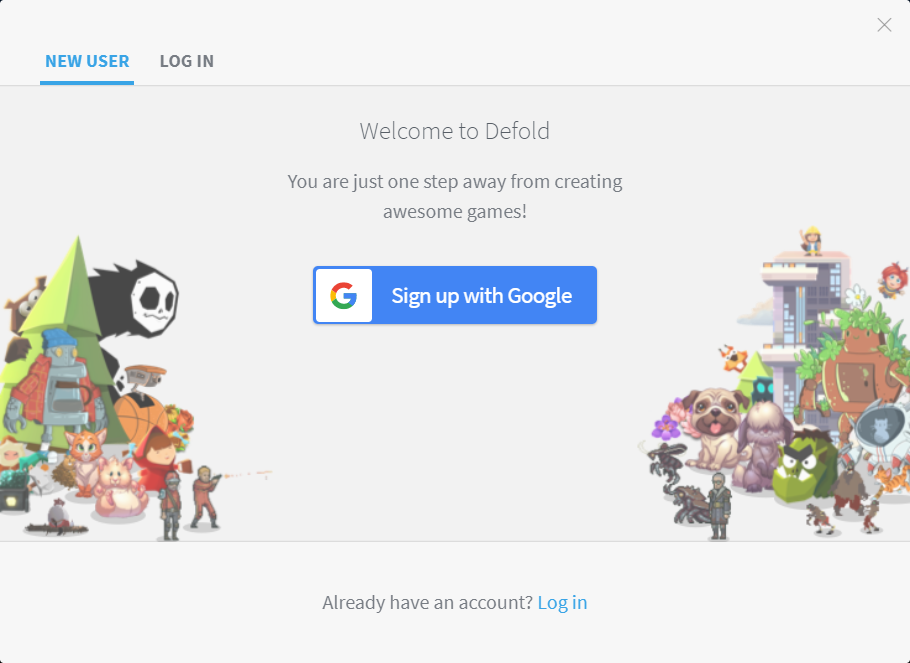 NEW USER LOG IN
Welcome to Defold
You are just one step away from creating
awesome games!
Sign up with Google
Already have an account? Log in